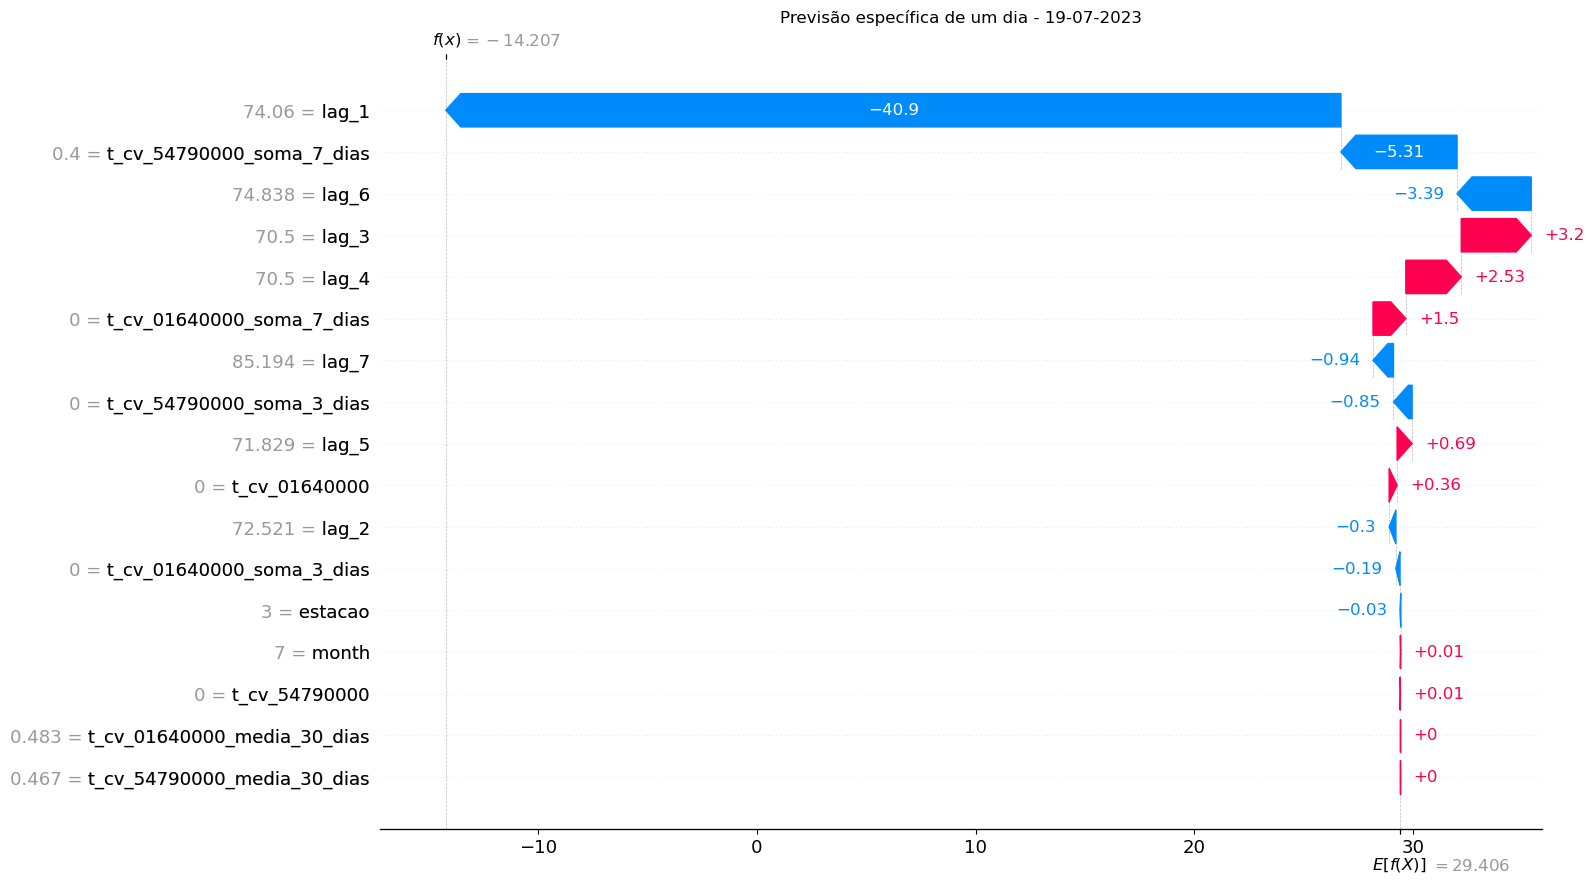 Previsão específica de um dia - 19-07-2023
f(x) = −14.207
74.06 = lag_1
−40.9
0.4 = t_cv_54790000_soma_7_dias
−5.31
74.838 = lag_6
−3.39
70.5 = lag_3
+3.2
70.5 = lag_4
+2.53
0 = t_cv_01640000_soma_7_dias
+1.5
85.194 = lag_7
−0.94
0 = t_cv_54790000_soma_3_dias
−0.85
71.829 = lag_5
+0.69
0 = t_cv_01640000
+0.36
72.521 = lag_2
−0.3
0 = t_cv_01640000_soma_3_dias
−0.19
3 = estacao
−0.03
7 = month
+0.01
0 = t_cv_54790000
+0.01
0.483 = t_cv_01640000_media_30_dias
+0
0.467 = t_cv_54790000_media_30_dias
+0
−10 0 10 20 30
E[f(X)] = 29.406